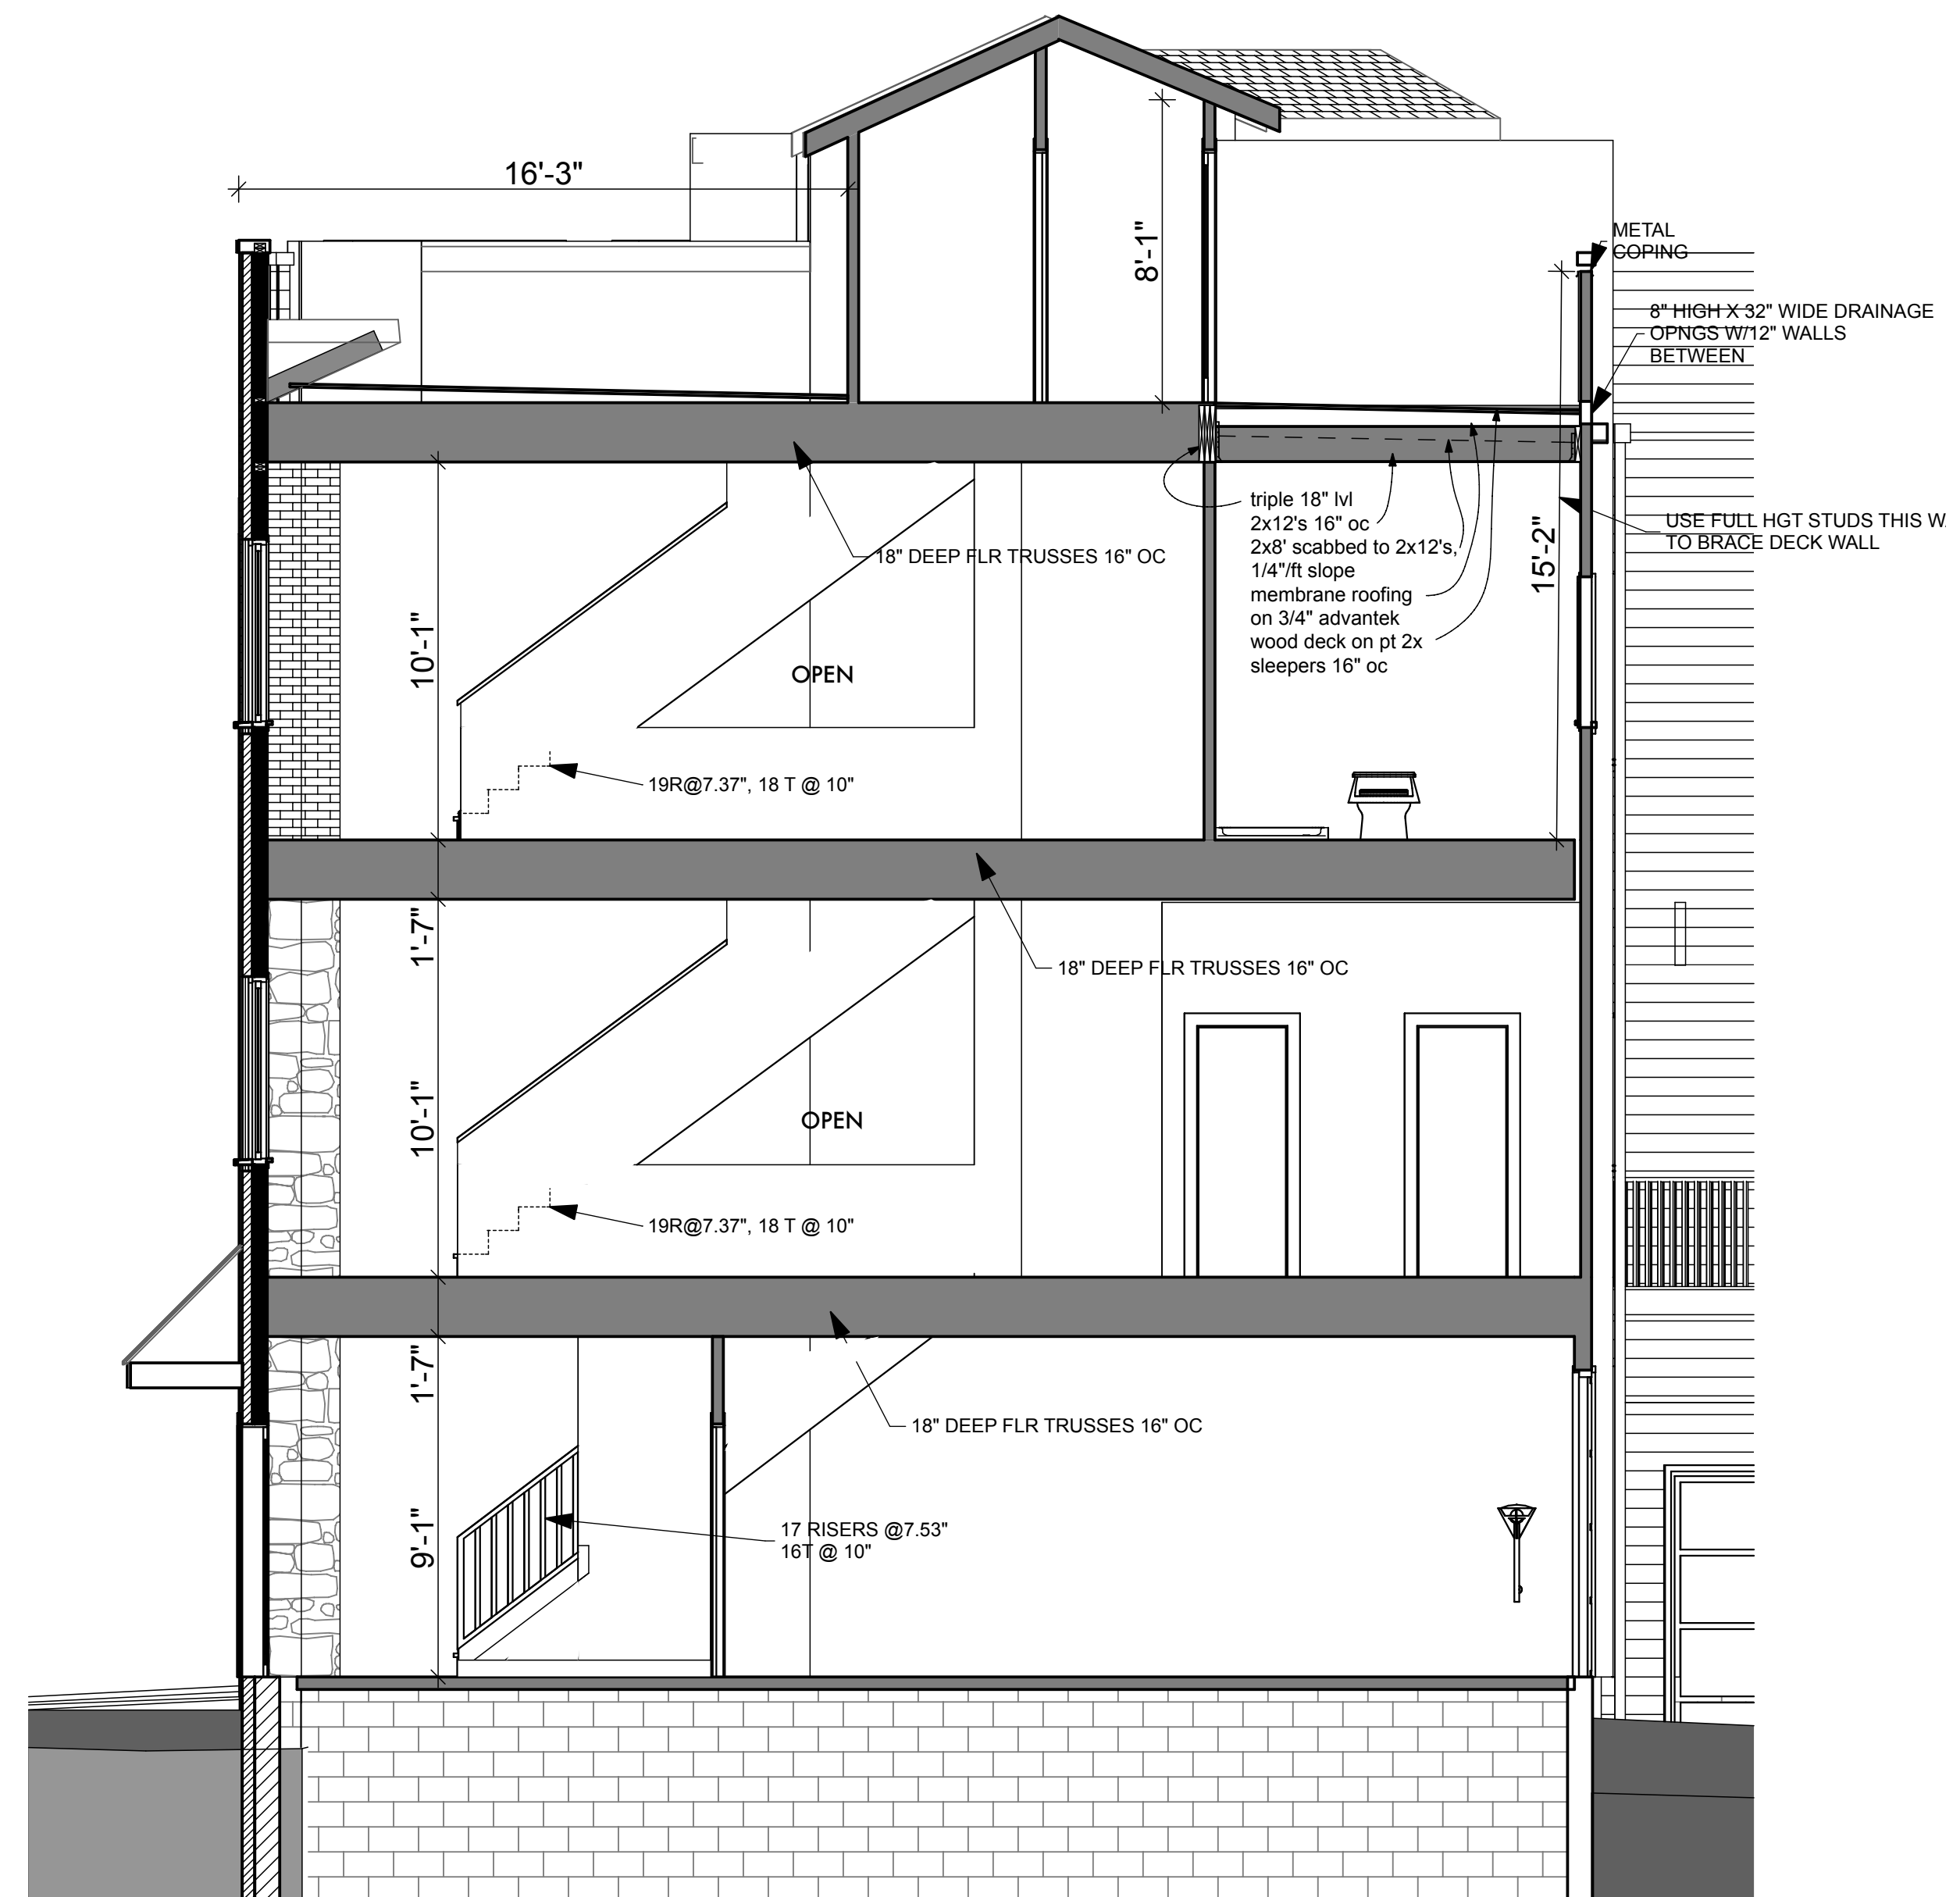 16'-3"
8'-1"
METAL
COPING
8" HIGH X 32" WIDE DRAINAGE
OPNGS W/12" WALLS
BETWEEN
triple 18" lvl
2x12's 16" oc
2x8' scabbed to 2x12's,
1/4"/ft slope
membrane roofing
on 3/4" advantek
wood deck on pt 2x
sleepers 16" oc
15'-2"
USE FULL HGT STUDS THIS
TO BRACE DECK WALL
18" DEEP FLR TRUSSES 16" OC
10'-1"
OPEN
19R@7.37", 18 T @ 10"
1'-7"
18" DEEP FLR TRUSSES 16" OC
10'-1"
OPEN
19R@7.37", 18 T @ 10"
1'-7"
18" DEEP FLR TRUSSES 16" OC
9'-1"
17 RISERS @7.53"
16T @ 10"